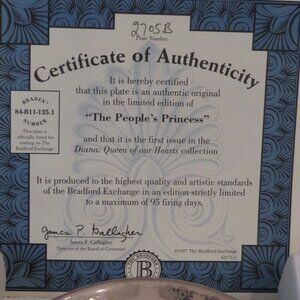 2705B
Plate Number
Certificate of Authenticity
BRADEX
84-B11-135.1
NUMBER
This plate is
officially listed for
trading on The
Bradford Exchange
It is hereby certified
that this plate is an authentic original
in the limited edition of
"The People's Princess"
and that it is the first issue in the
Diana: Queen of our Hearts collection
It is produced to the highest quality and artistic standards
of the Bradford Exchange in an edition strictly limited
to a maximum of 95 firing days.
James P. Gallagher
James P. Gallagher
Director of the Board of Governors
©1997 The Bradford Exchange
B